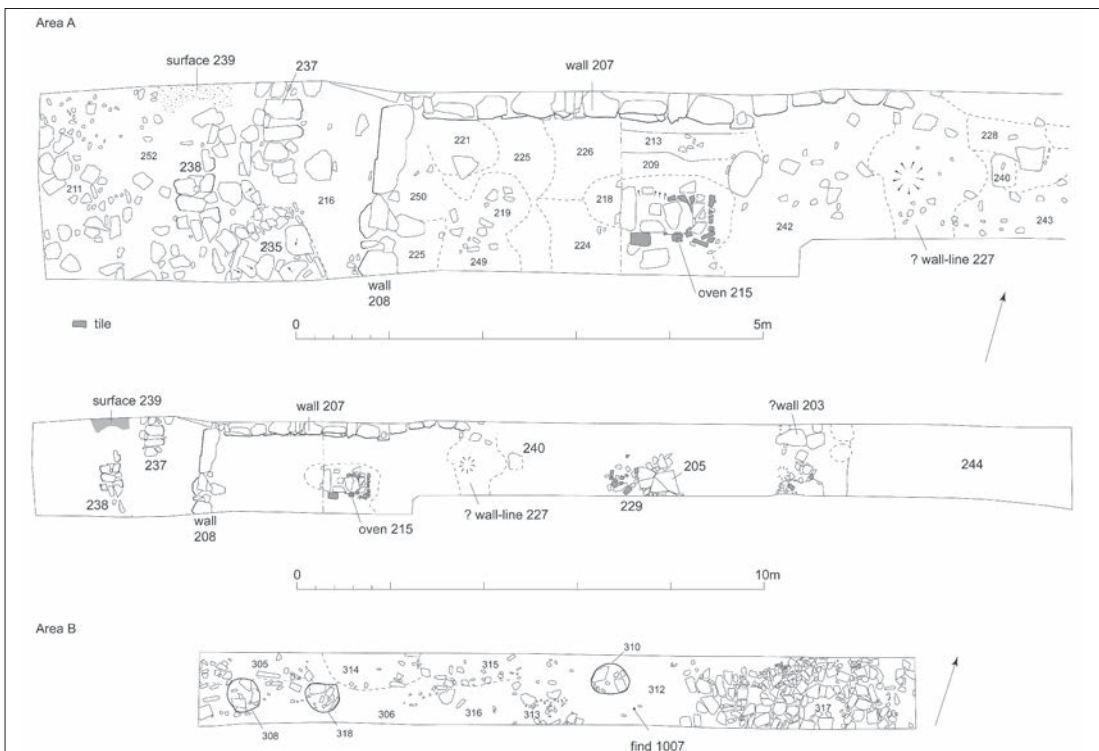 Area A
surface 239
237
wall 207
252
238
211
216
235
221
225
226
213
209
228
240
250
219
218
242
243
225
249
224
wall
208
oven 215
? wall-line 227
tile
0
5m
surface 239
wall 207
?wall 203
237
240
205
244
238
wall
208
oven 215
? wall-line 227
229
0
10m
Area B
305
314
315
310
312
306
316
313
317
308
318
find 1007